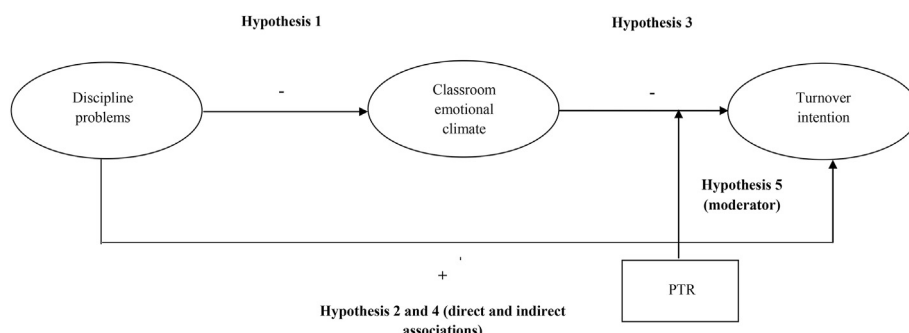 Hypothesis 1
Hypothesis 3
Discipline
problems
-
Classroom
emotional
climate
-
Turnover
intention
Hypothesis 5
(moderator)
+
PTR
Hypothesis 2 and 4 (direct and indirect
associations)